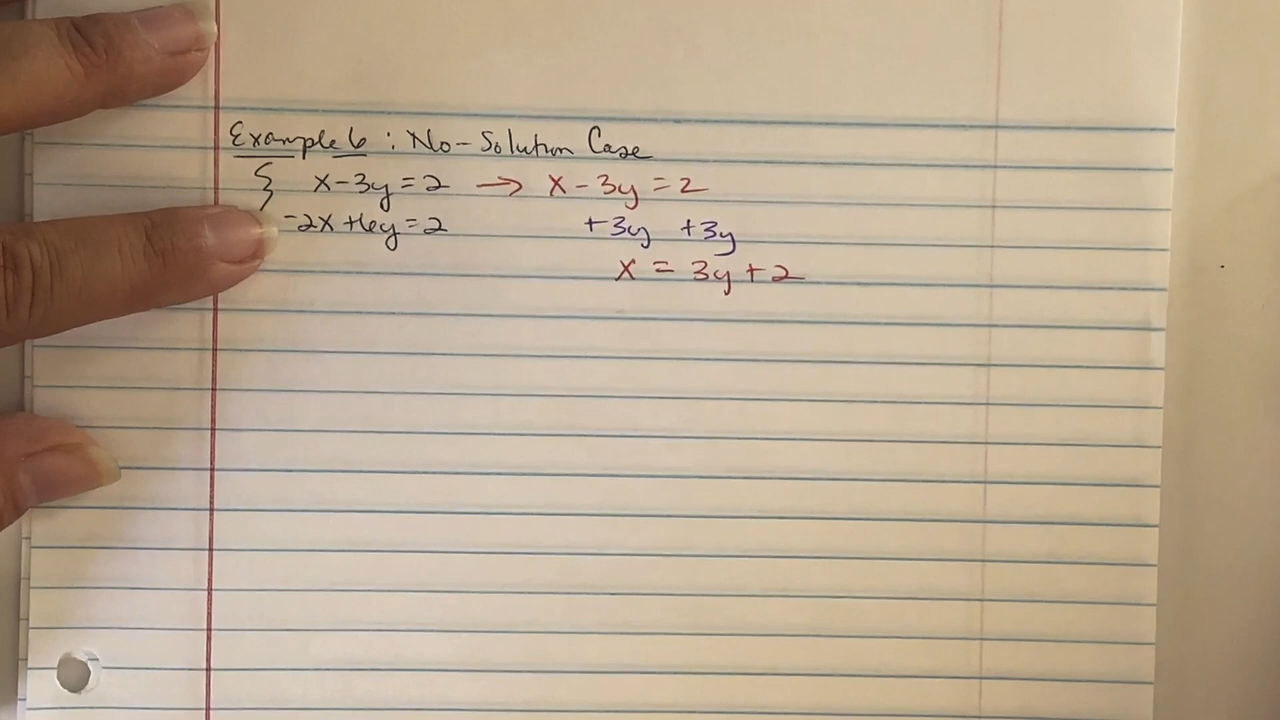 Example 6 : No-Solution Case
{ x-3y=2 → x-3y=2
-2x+6y=2 +3y +3y
x = 3y+2